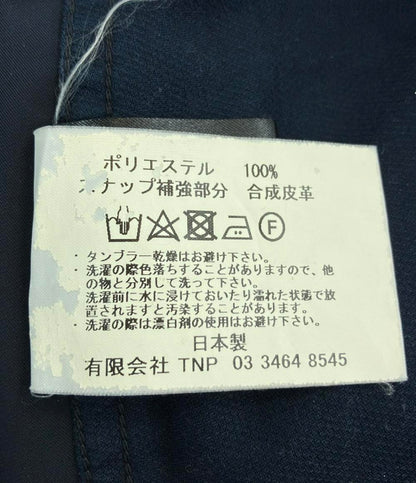 ポリエステル 100%
スナップ補強部分 合成皮革
F
・タンブラー乾燥はお避け下さい。
・洗濯の際色落ちすることがありますので、他
の物と分別して洗って下さい。
・洗濯前に水に浸けておいたり濡れた状態で放
置されますと汚染することがあります。
・洗濯の際は漂白剤の使用はお避け下さい。
日本製
有限会社 TNP 03 3464 8545